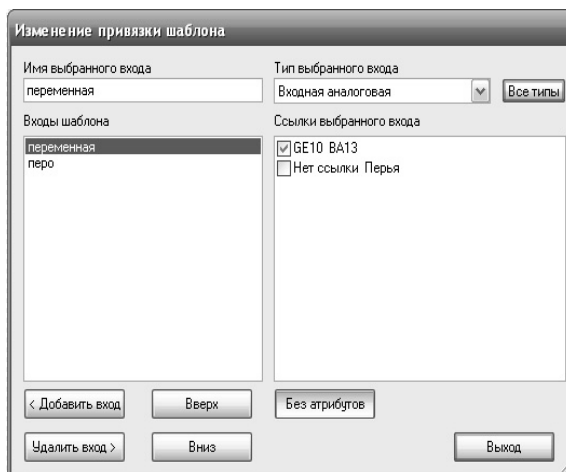 Изменение привязки шаблона
Имя выбранного входа
Тип выбранного входа
переменная
Входная аналоговая
Все типы
Входы шаблона
Ссылки выбранного входа
переменная
перо
GE10 BA13
Нет ссылки Перья
< Добавить вход
Вверх
Без атрибутов
Удалить вход >
Вниз
Выход